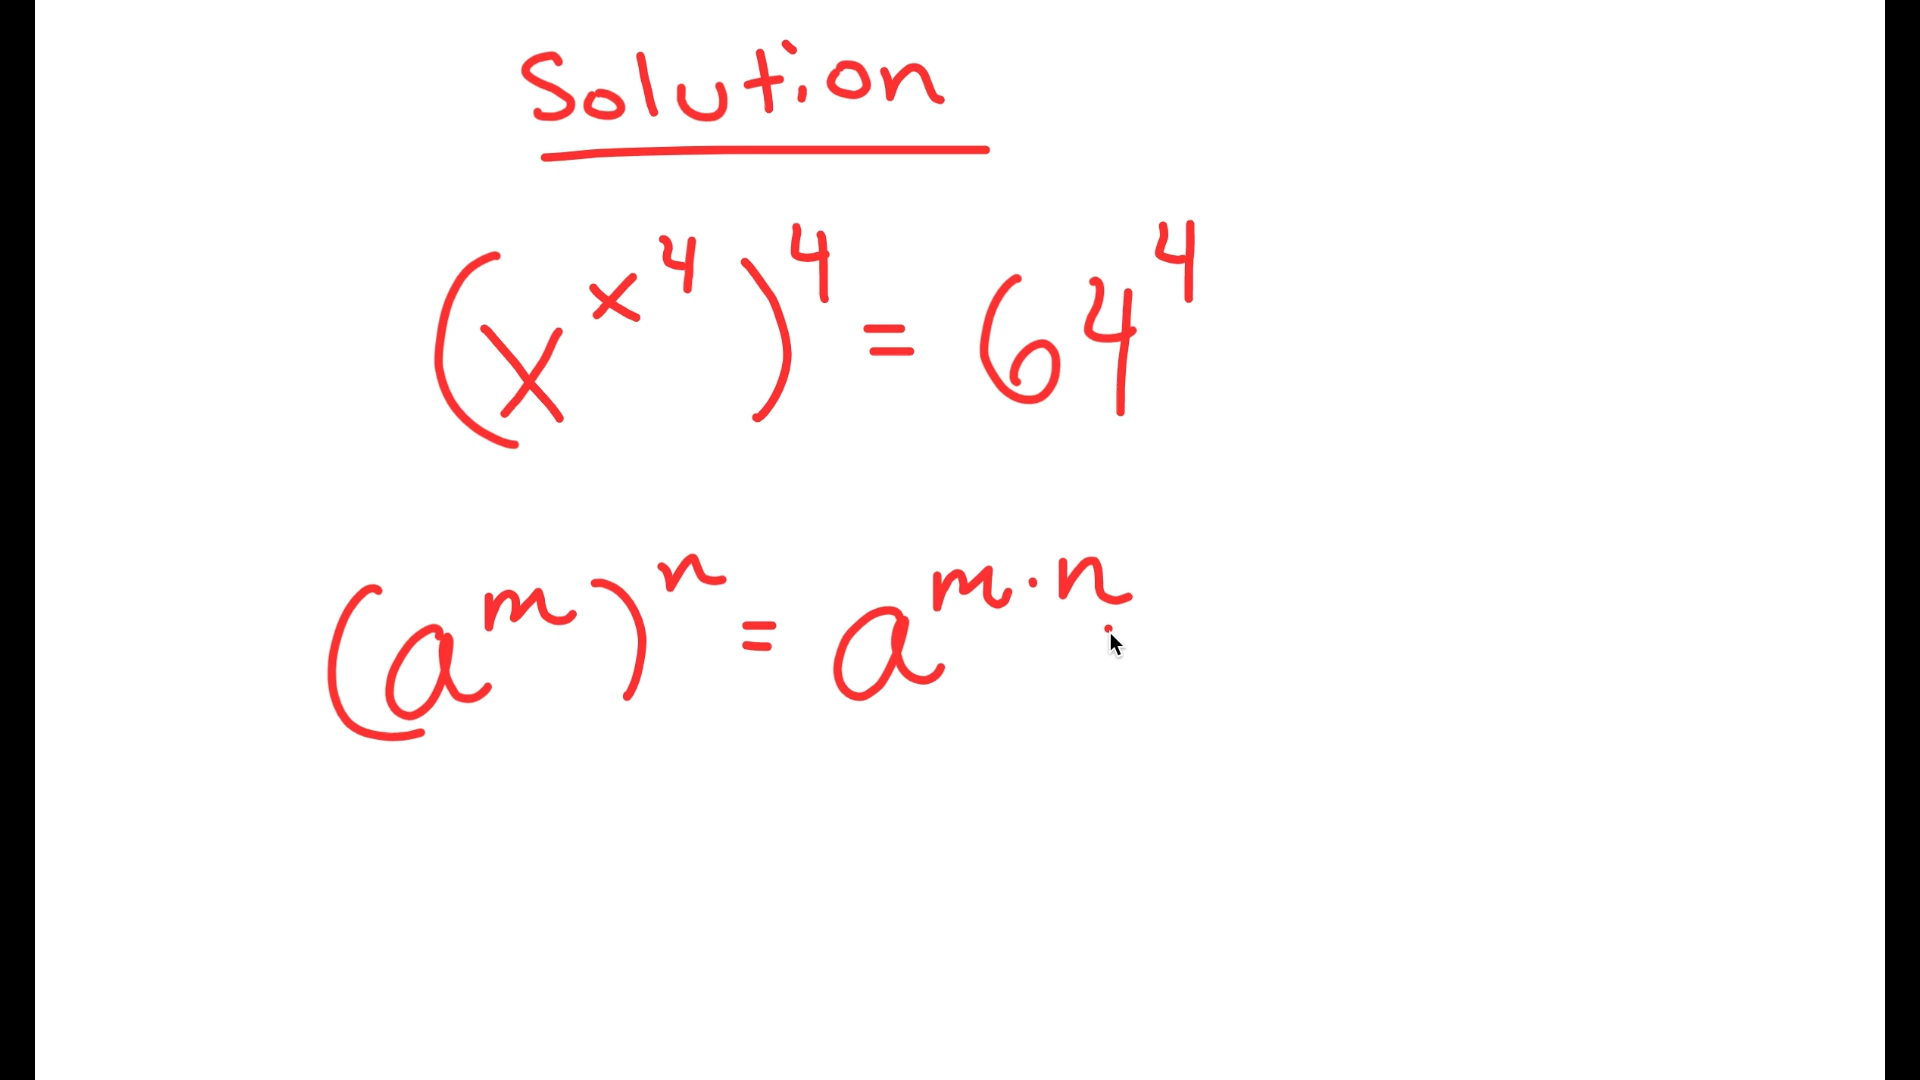 Solution
(x^{x^4})^4 = 64^4
(a^m)^n = a^{m·n}